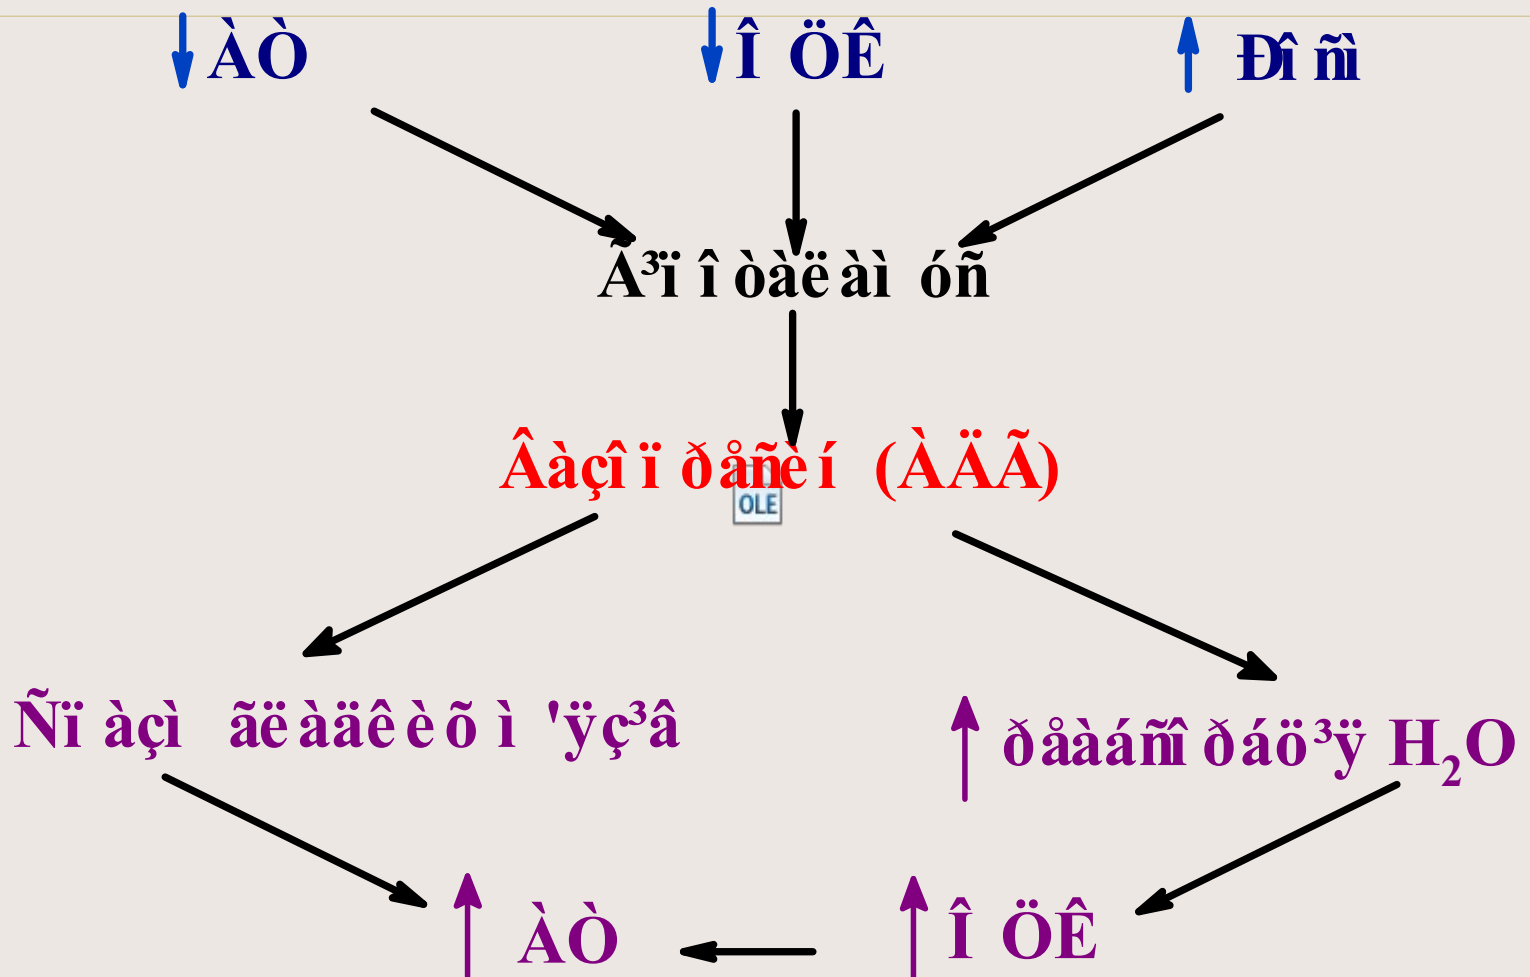 ÀÒ Î ÖÊ Ðî ñì
Ã³ï î òàëàì óñ
Âàçî ï ðåñèí (ÀÄÃ)
OLE
Ñï àçì ãëàäêèõ ì 'ÿç³â
ðåàáñî ðáö³ÿ H₂O
ÀÒ Î ÖÊ